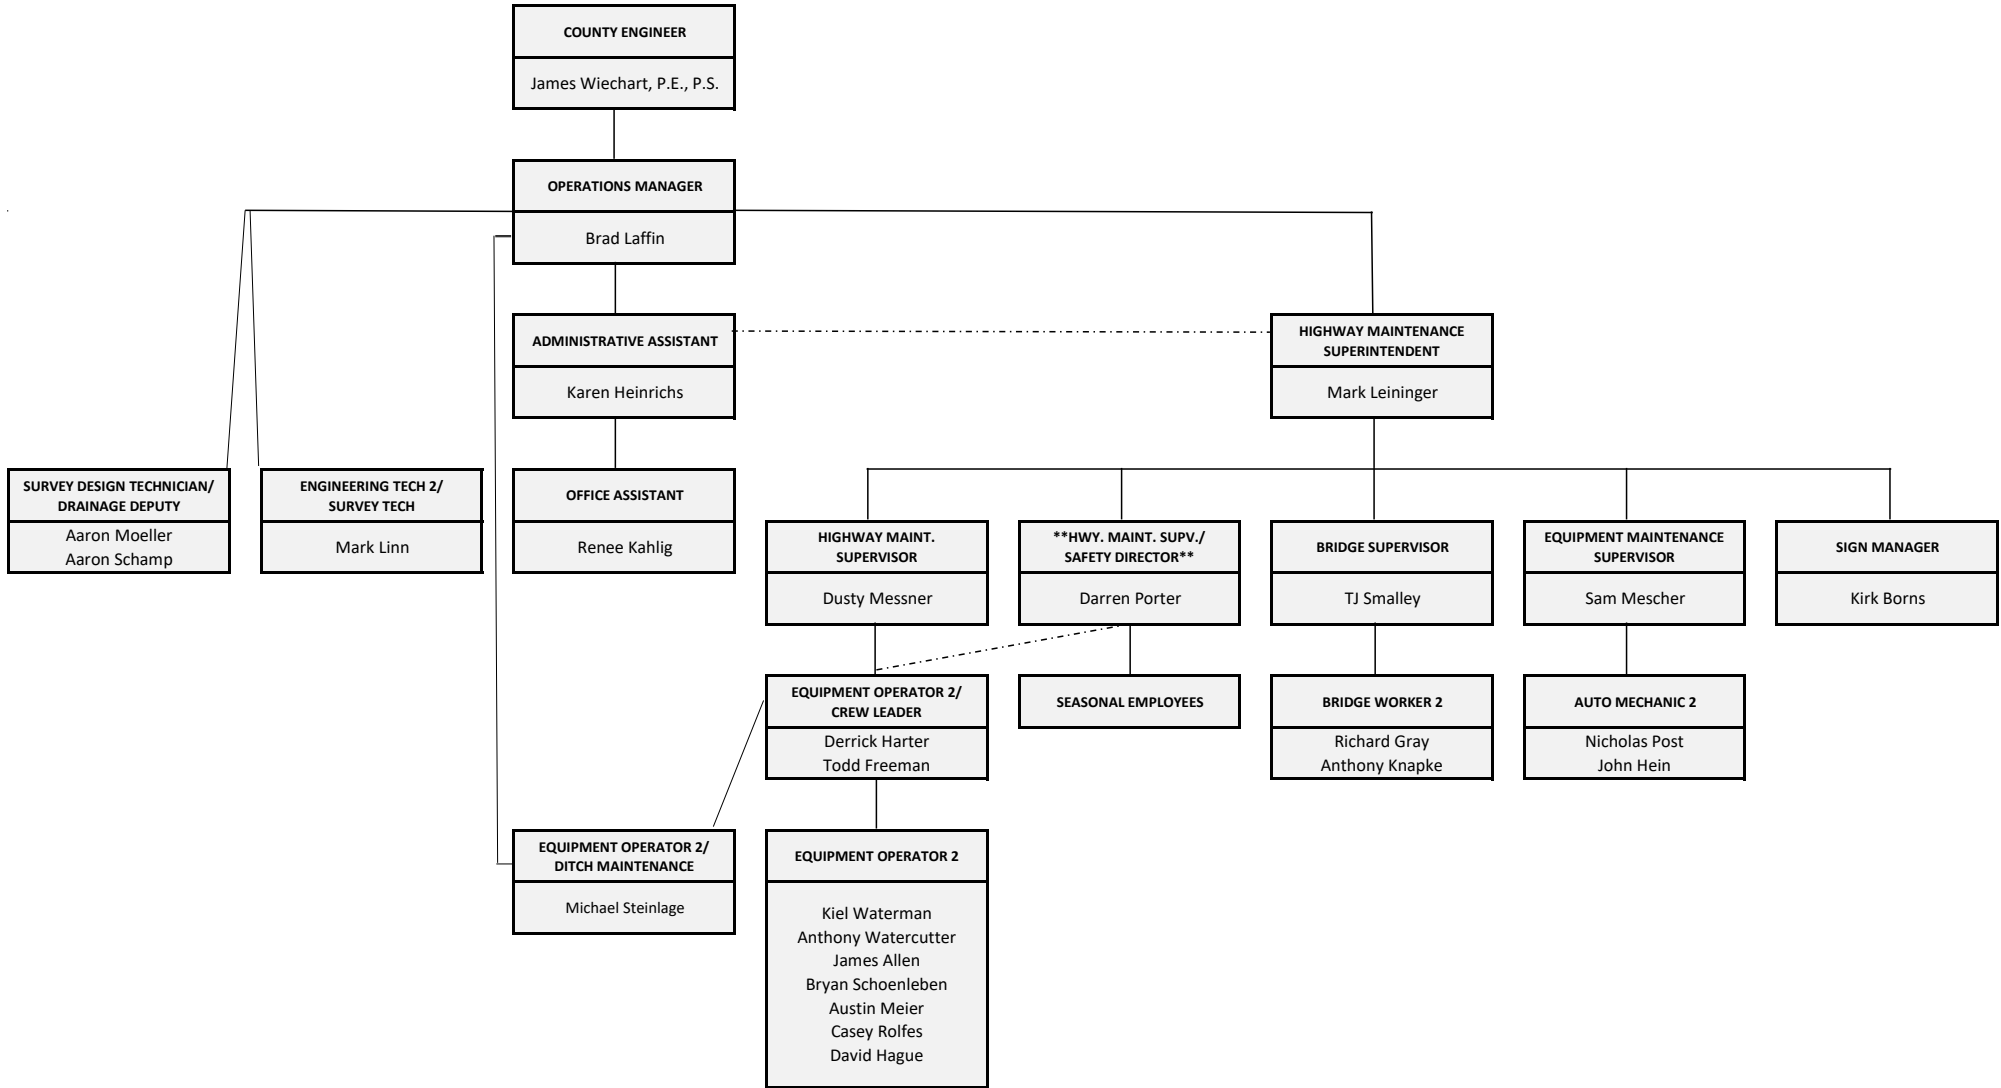 COUNTY ENGINEER
James Wiechart, P.E., P.S.
OPERATIONS MANAGER
Brad Laffin
ADMINISTRATIVE ASSISTANT
Karen Heinrichs
HIGHWAY MAINTENANCE
SUPERINTENDENT
Mark Leininger
SURVEY DESIGN TECHNICIAN/
DRAINAGE DEPUTY
Aaron Moeller
Aaron Schamp
ENGINEERING TECH 2/
SURVEY TECH
Mark Linn
OFFICE ASSISTANT
Renee Kahlig
HIGHWAY MAINT.
SUPERVISOR
Dusty Messner
**HWY. MAINT. SUPV./
SAFETY DIRECTOR**
Darren Porter
BRIDGE SUPERVISOR
TJ Smalley
EQUIPMENT MAINTENANCE
SUPERVISOR
Sam Mescher
SIGN MANAGER
Kirk Borns
EQUIPMENT OPERATOR 2/
CREW LEADER
Derrick Harter
Todd Freeman
SEASONAL EMPLOYEES
BRIDGE WORKER 2
Richard Gray
Anthony Knapke
AUTO MECHANIC 2
Nicholas Post
John Hein
EQUIPMENT OPERATOR 2/
DITCH MAINTENANCE
Michael Steinlage
EQUIPMENT OPERATOR 2
Kiel Waterman
Anthony Watercutter
James Allen
Bryan Schoenleben
Austin Meier
Casey Rolfes
David Hague